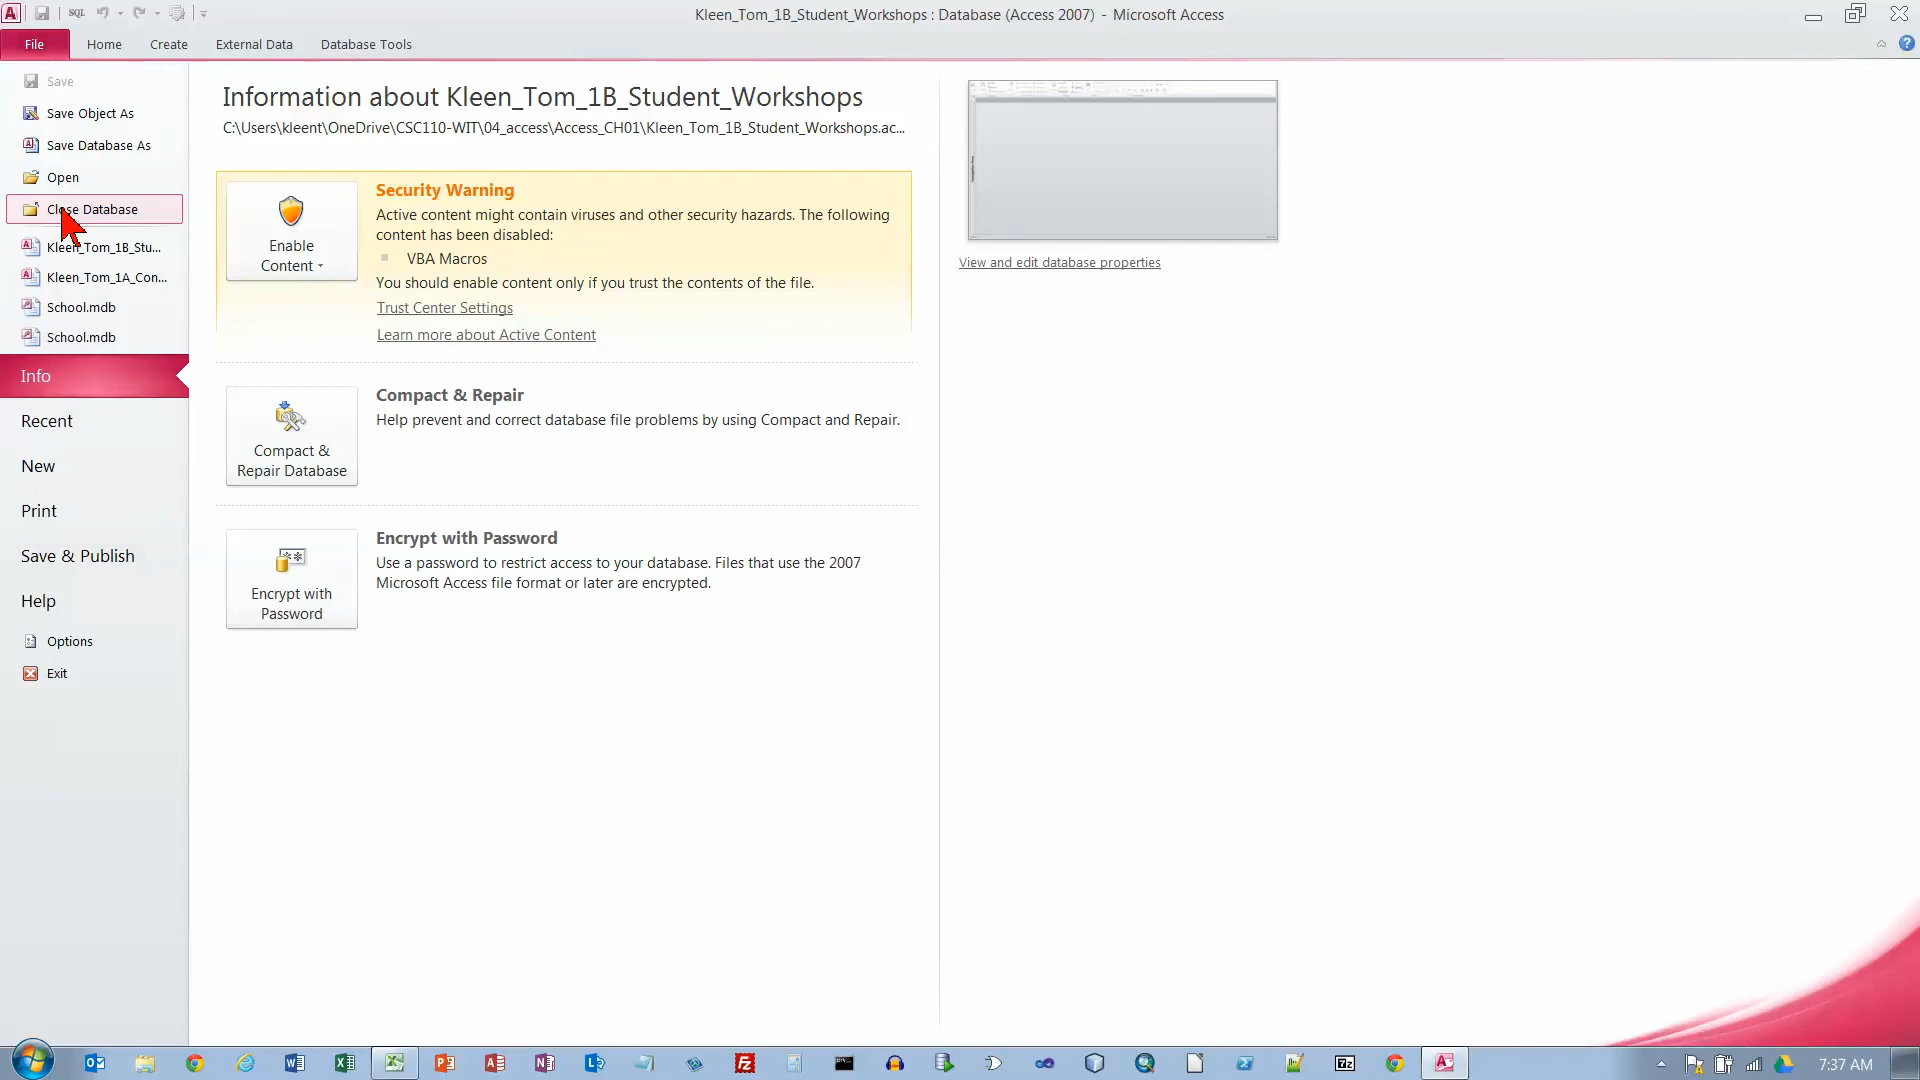 SQL
Kleen_Tom_1B_Student_Workshops : Database (Access 2007) - Microsoft Access
File Home Create External Data Database Tools
Save
Save Object As
Save Database As
Open
Close Database
Kleen_Tom_1B_Stu...
Kleen_Tom_1A_Con...
School.mdb
School.mdb
Info
Recent
New
Print
Save & Publish
Help
Options
Exit
Information about Kleen_Tom_1B_Student_Workshops
C:\Users\kleent\OneDrive\CSC110-WIT\04_access\Access_CH01\Kleen_Tom_1B_Student_Workshops.ac...
Enable
Content
Security Warning
Active content might contain viruses and other security hazards. The following
content has been disabled:
VBA Macros
You should enable content only if you trust the contents of the file.
Trust Center Settings
Learn more about Active Content
Compact &
Repair Database
Compact & Repair
Help prevent and correct database file problems by using Compact and Repair.
Encrypt with
Password
Encrypt with Password
Use a password to restrict access to your database. Files that use the 2007
Microsoft Access file format or later are encrypted.
View and edit database properties
7:37 AM